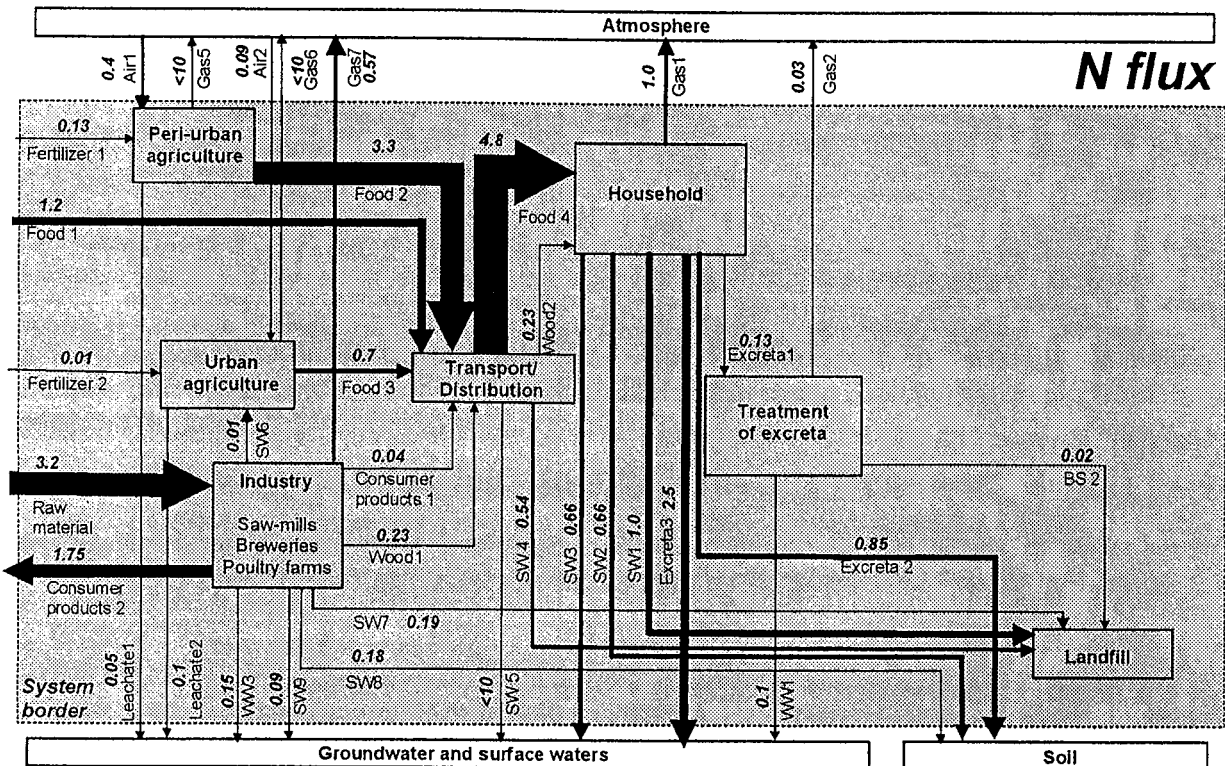 Atmosphere
0.4
Air1
<10
Gas5
0.09
Air2
<10
Gas6
Gas7
0.57
1.0
Gas1
0.03
Gas2
N flux
0.13
Fertilizer 1
Peri-urban
agriculture
3.3
Food 2
4.8
Food 4
Household
1.2
Food 1
0.23
Wood2
0.13
Excreta1
0.01
Fertilizer 2
Urban
agriculture
0.7
Food 3
Transport/
Distribution
Treatment
of excreta
0.01
SW6
3.2
Raw
material
Industry
Saw-mills
Breweries
Poultry farms
0.04
Consumer
products 1
0.23
Wood1
0.02
BS 2
1.75
Consumer
products 2
SW4 0.54
SW3 0.66
SW2 0.66
SW1 1.0
Excreta3 2.5
0.85
Excreta 2
SW7 0.19
0.18
SW8
Landfill
System
border
0.05
Leachate1
0.1
Leachate2
0.15
WW3
0.09
SW9
<10
SW5
0.1
WW1
Groundwater and surface waters
Soil